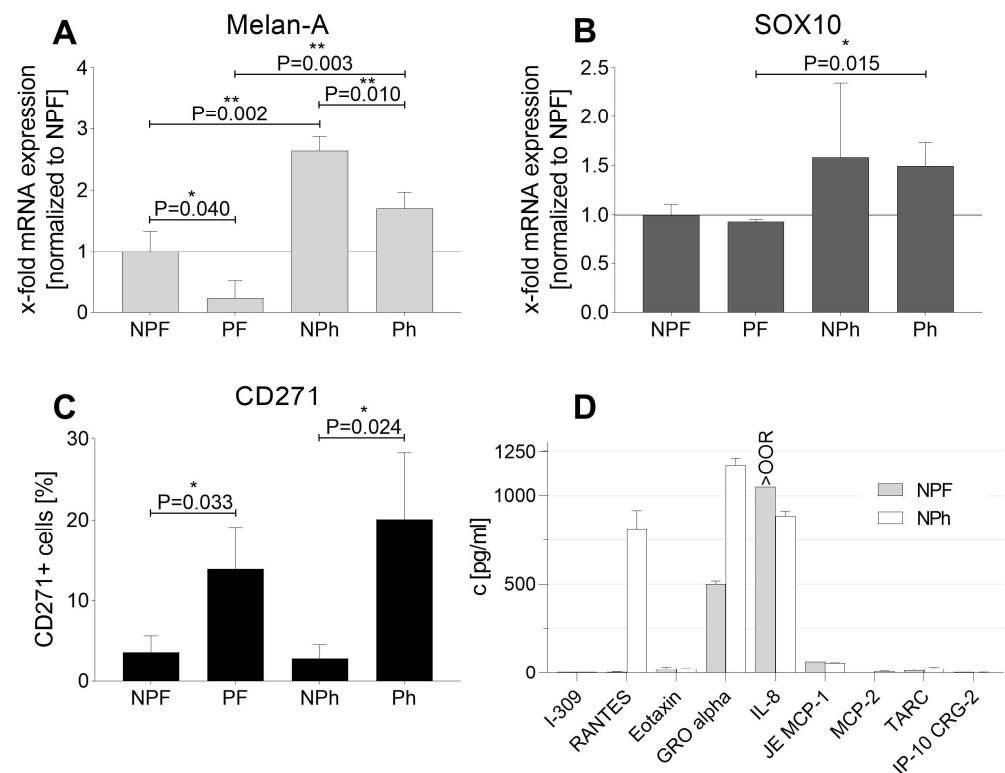 A
Melan-A
x-fold mRNA expression
[normalized to NPF]
4
3
2
1
0
**
P=0.003
**
P=0.010
**
P=0.002
*
P=0.040
NPF PF NPh Ph
B
SOX10
x-fold mRNA expression
[normalized to NPF]
2.5
2.0
1.5
1.0
0.5
0.0
*
P=0.015
NPF PF NPh Ph
C
CD271
CD271+ cells [%]
30
20
10
0
*
P=0.033
*
P=0.024
NPF PF NPh Ph
D
c [pg/ml]
1250
1000
500
0
>OOR
NPF
NPh
I-309
RANTES
Eotaxin
GRO alpha
IL-8
JE MCP-1
MCP-2
TARC
IP-10 CRG-2